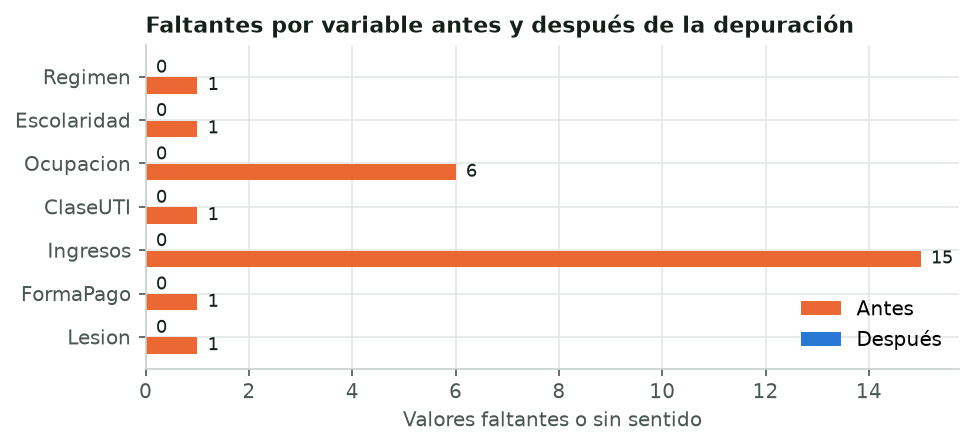 Faltantes por variable antes y después de la depuración
Regimen
0
1
Escolaridad
0
1
Ocupacion
0
6
ClaseUTI
0
1
Ingresos
0
15
FormaPago
0
1
Lesion
0
1
Antes
Después
0 2 4 6 8 10 12 14
Valores faltantes o sin sentido